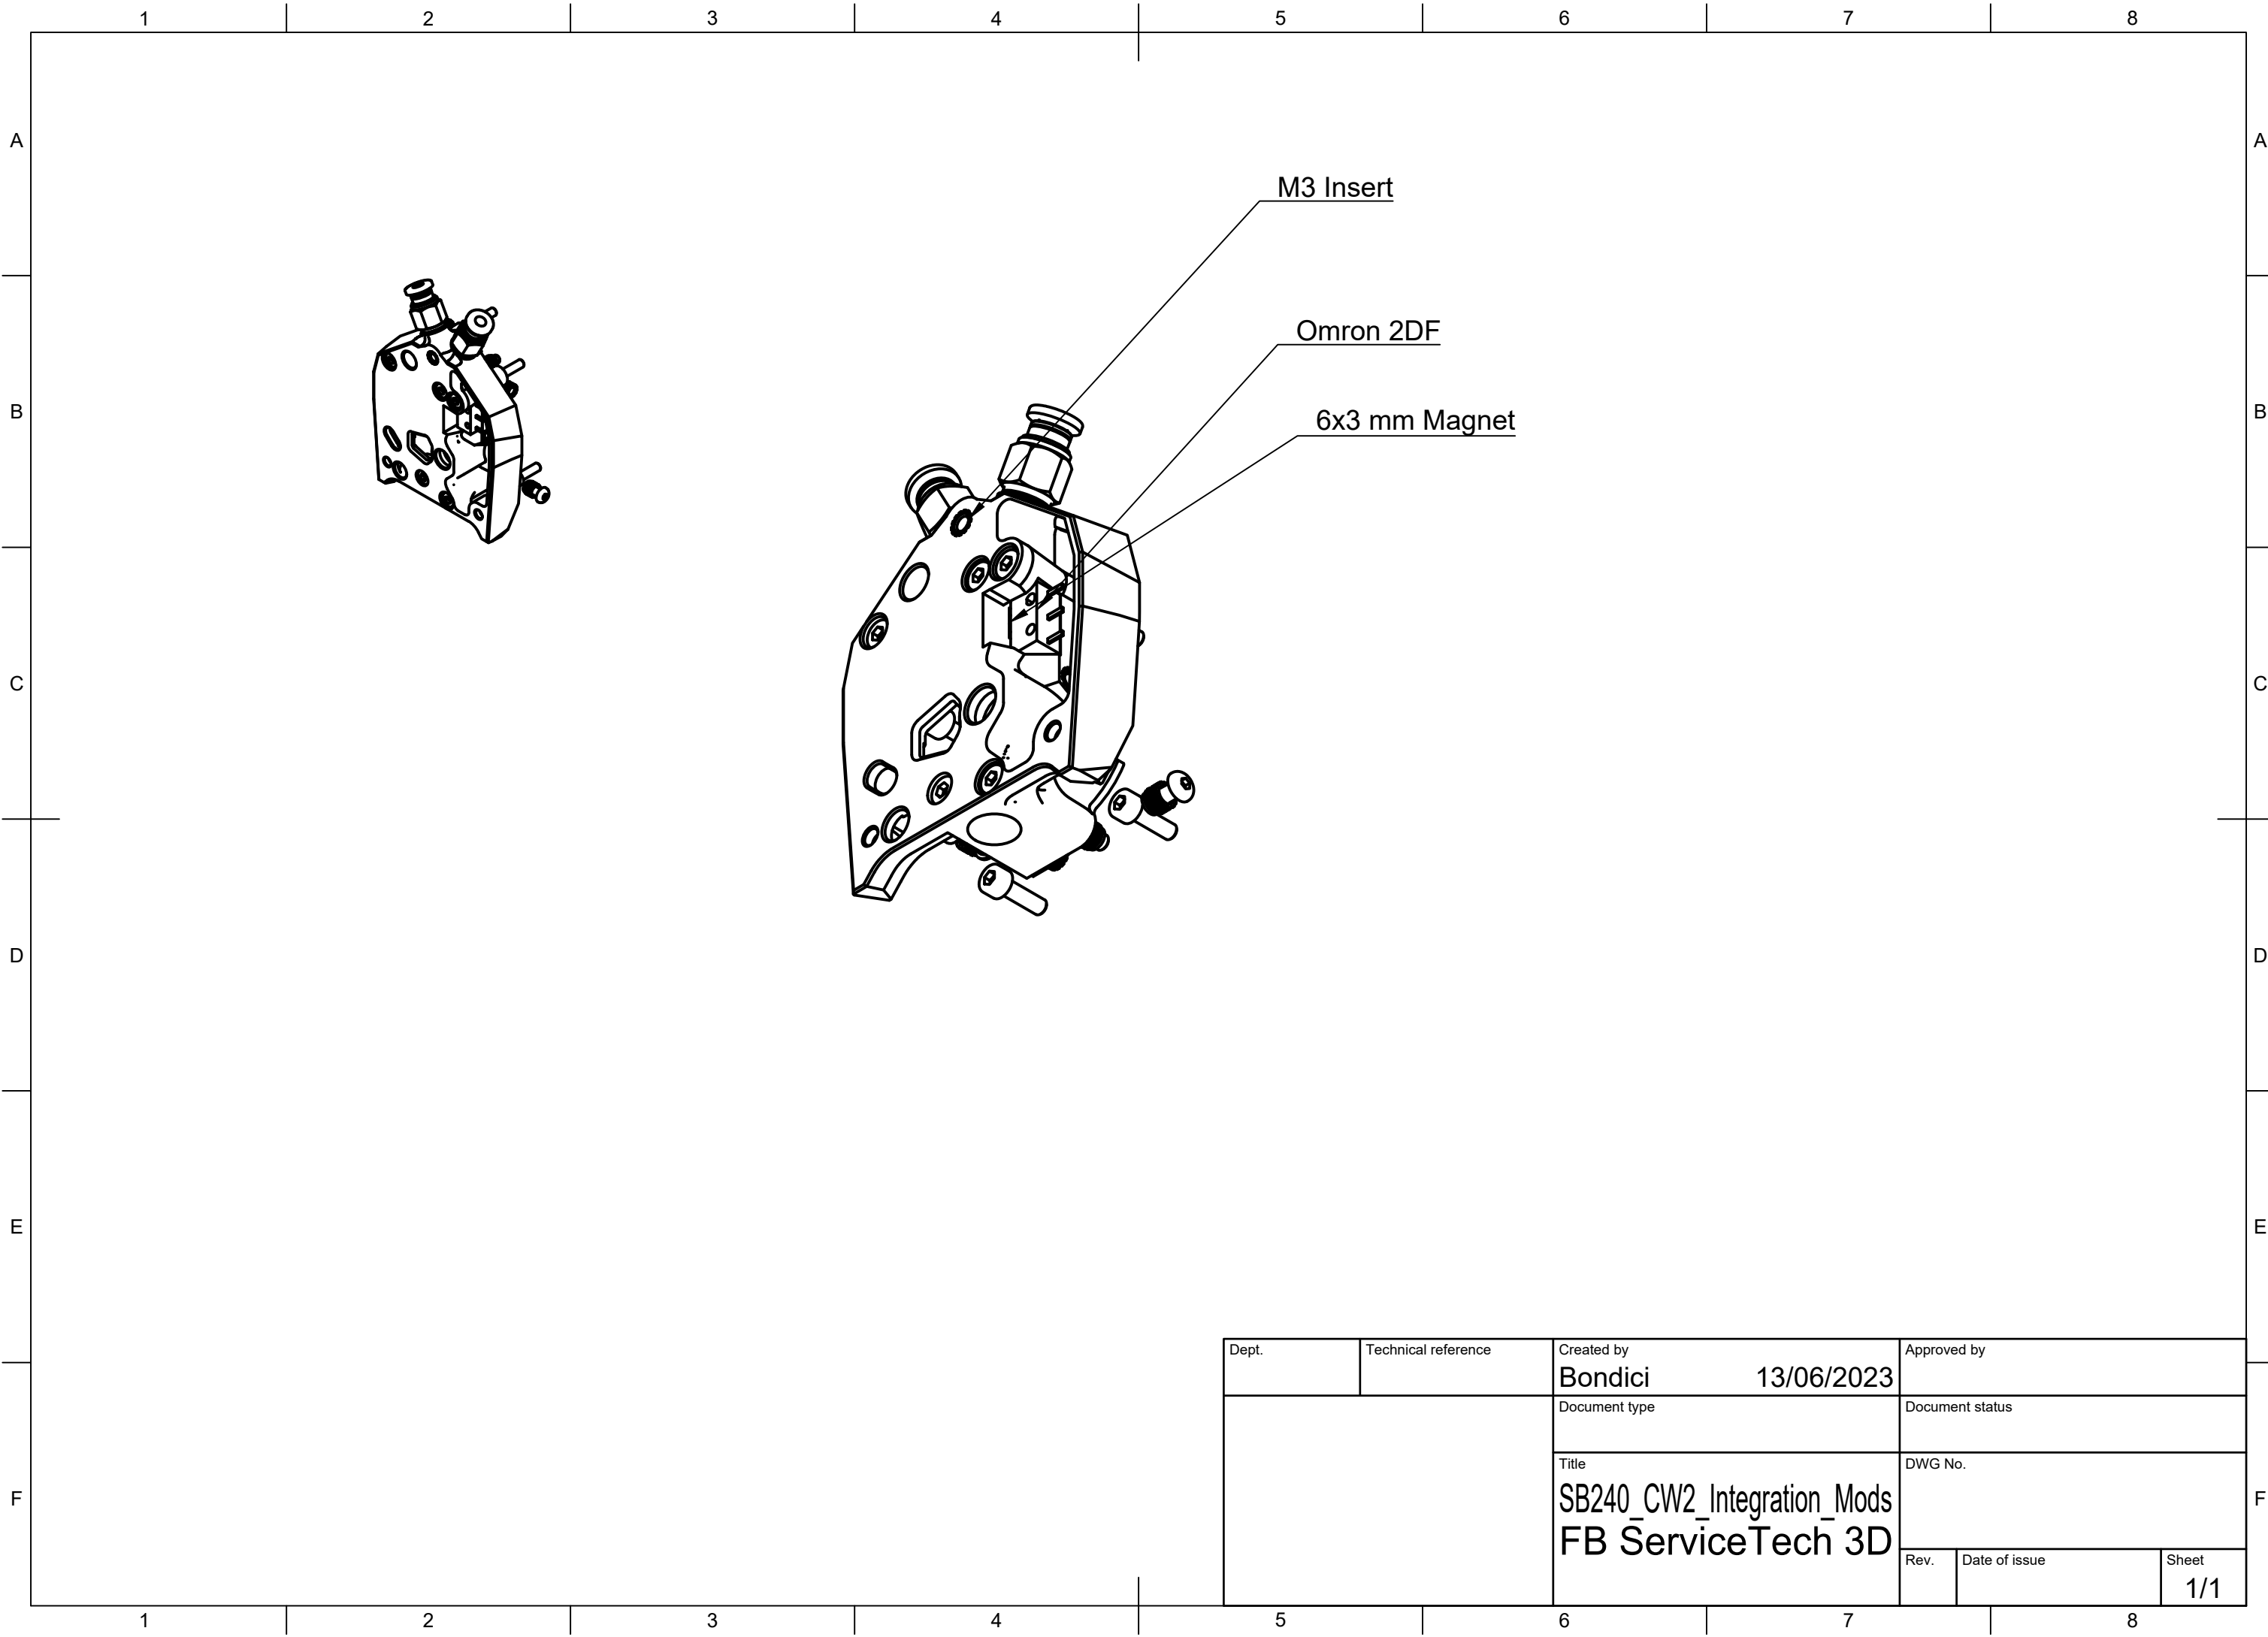 1 2 3 4 5 6 7 8
A A
M3 Insert
Omron 2DF
B B
6x3 mm Magnet
C C
D D
E E
Dept. Technical reference Created by Approved by
Bondici 13/06/2023
Document type Document status
Title DWG No.
SB240_CW2_Integration_Mods
F F
FB ServiceTech 3D
Rev. Date of issue Sheet
1/1
1 2 3 4 5 6 7 8